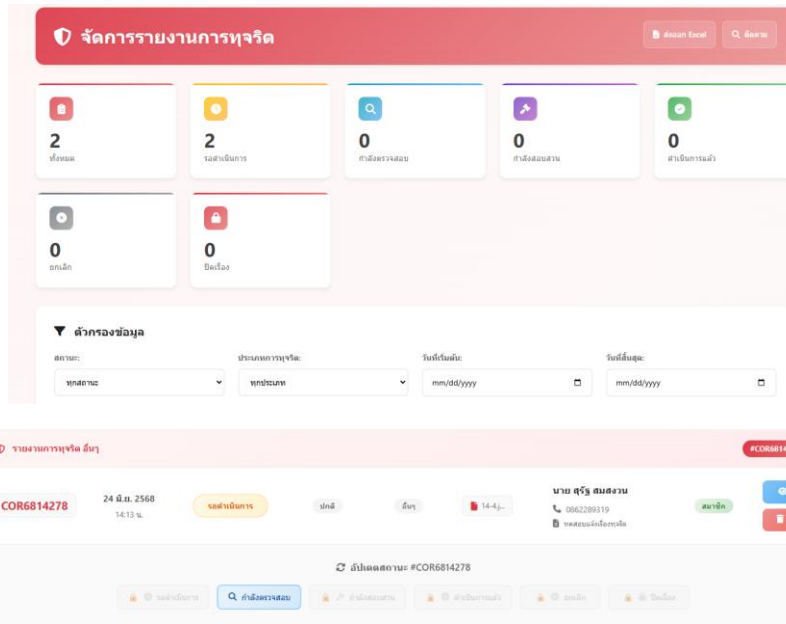 จัดการรายงานการทุจริต
ส่งออก Excel
ติดตาม
2
ทั้งหมด
2
รอดำเนินการ
0
กำลังตรวจสอบ
0
กำลังสอบสวน
0
ดำเนินการแล้ว
0
ยกเลิก
0
ปิดเรื่อง
ตัวกรองข้อมูล
สถานะ:
ประเภทการทุจริต:
วันที่เริ่มต้น:
วันที่สิ้นสุด:
ทุกสถานะ
ทุกประเภท
mm/dd/yyyy
mm/dd/yyyy
รายงานการทุจริต อื่นๆ
#COR6814
COR6814278
24 มิ.ย. 2568
14:13 น.
รอดำเนินการ
ปกติ
อื่นๆ
14-4.j...
นาย สุรัฐ สมสงวน
0862289319
ทดสอบแจ้งเรื่องทุจริต
สมาชิก
อัปเดตสถานะ #COR6814278
รอดำเนินการ
กำลังตรวจสอบ
กำลังสอบสวน
ดำเนินการแล้ว
ยกเลิก
ปิดเรื่อง